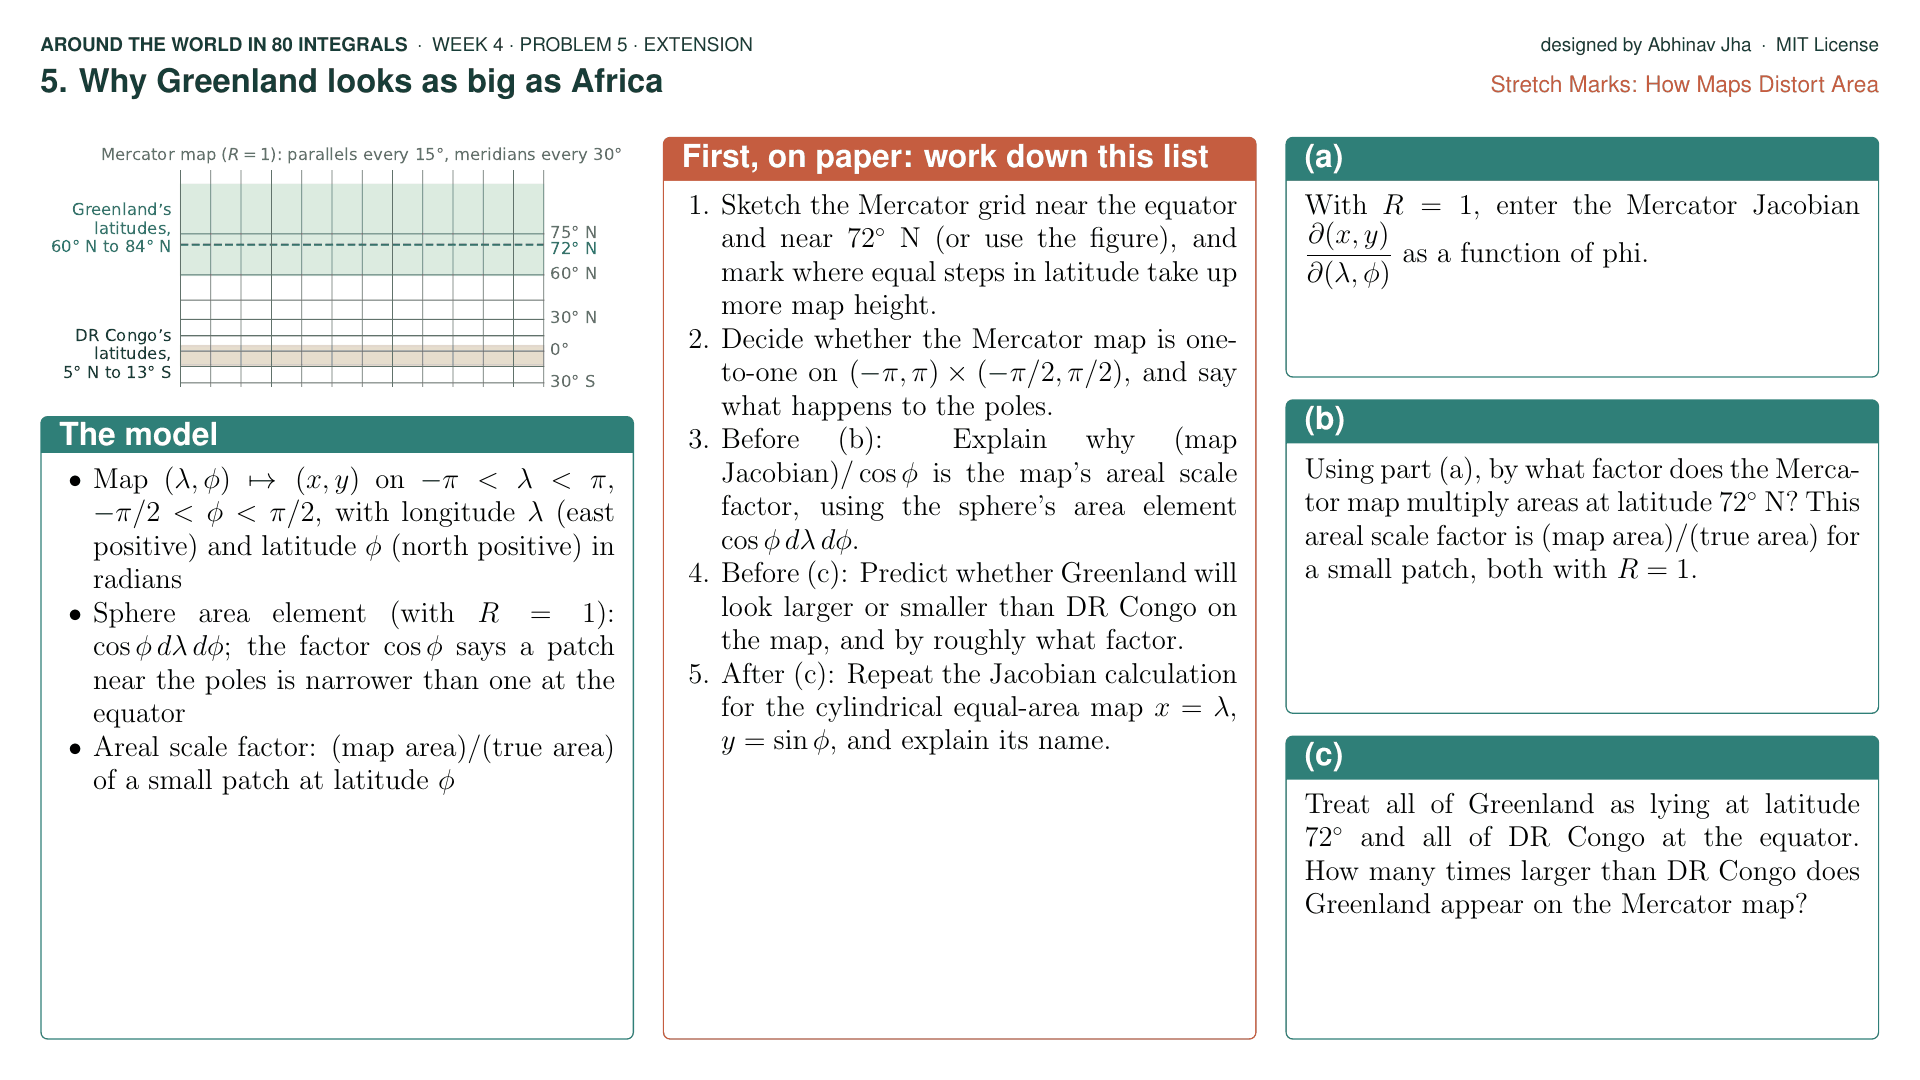 AROUND THE WORLD IN 80 INTEGRALS · WEEK 4 · PROBLEM 5 · EXTENSION
designed by Abhinav Jha · MIT License
5. Why Greenland looks as big as Africa
Stretch Marks: How Maps Distort Area
Mercator map (R = 1): parallels every 15°, meridians every 30°
Greenland’s
latitudes,
60° N to 84° N
75° N
72° N
60° N
30° N
DR Congo’s
latitudes,
5° N to 13° S
0°
30° S
The model
• Map (λ, ϕ) ↦ (x, y) on −π < λ < π,
−π/2 < ϕ < π/2, with longitude λ (east
positive) and latitude ϕ (north positive) in
radians
• Sphere area element (with R = 1):
cos ϕ dλ dϕ; the factor cos ϕ says a patch
near the poles is narrower than one at the
equator
• Areal scale factor: (map area)/(true area)
of a small patch at latitude ϕ
First, on paper: work down this list
1. Sketch the Mercator grid near the equator
and near 72° N (or use the figure), and
mark where equal steps in latitude take up
more map height.
2. Decide whether the Mercator map is one-
to-one on (−π, π) × (−π/2, π/2), and say
what happens to the poles.
3. Before (b): Explain why (map
Jacobian)/ cos ϕ is the map’s areal scale
factor, using the sphere’s area element
cos ϕ dλ dϕ.
4. Before (c): Predict whether Greenland will
look larger or smaller than DR Congo on
the map, and by roughly what factor.
5. After (c): Repeat the Jacobian calculation
for the cylindrical equal-area map x = λ,
y = sin ϕ, and explain its name.
(a)
With R = 1, enter the Mercator Jacobian
∂(x, y)/∂(λ, ϕ) as a function of phi.
(b)
Using part (a), by what factor does the Merca-
tor map multiply areas at latitude 72° N? This
areal scale factor is (map area)/(true area) for
a small patch, both with R = 1.
(c)
Treat all of Greenland as lying at latitude
72° and all of DR Congo at the equator.
How many times larger than DR Congo does
Greenland appear on the Mercator map?